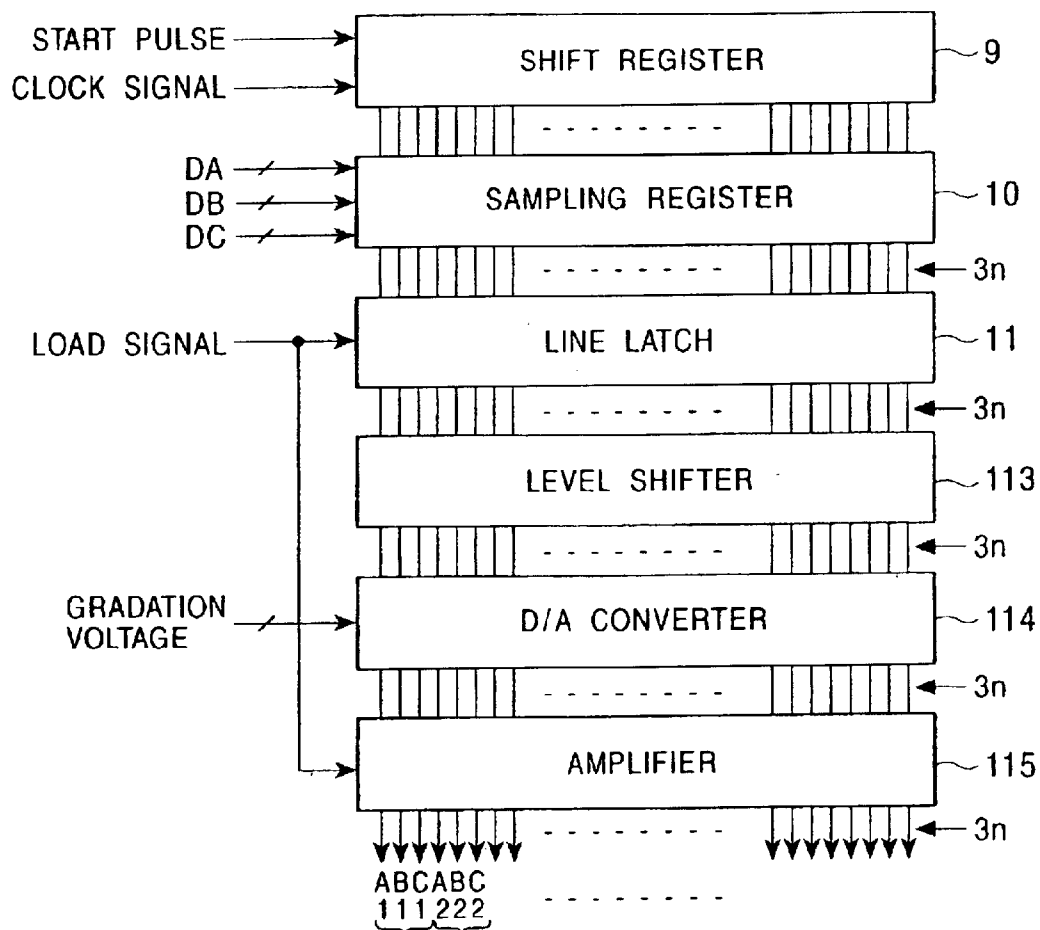 START PULSE
SHIFT REGISTER
9
CLOCK SIGNAL
DA
DB
DC
SAMPLING REGISTER
10
3n
LOAD SIGNAL
LINE LATCH
11
3n
LEVEL SHIFTER
113
3n
GRADATION
VOLTAGE
D/A CONVERTER
114
3n
AMPLIFIER
115
3n
ABCABC
111222